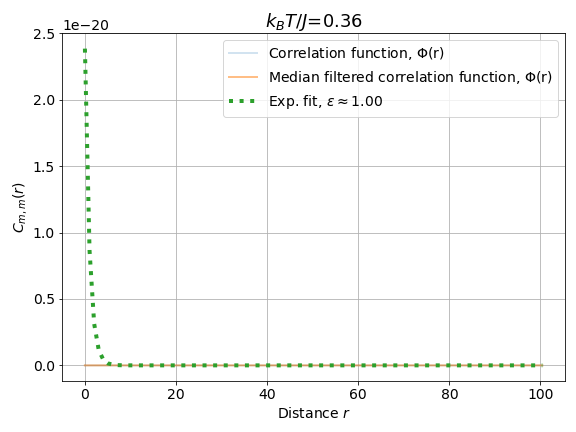 k_BT/J=0.36
1e−20
2.5
2.0
1.5
1.0
0.5
0.0
C_{m,m}(r)
Correlation function, Φ(r)
Median filtered correlation function, Φ(r)
Exp. fit, ε ≈ 1.00
0 20 40 60 80 100
Distance r